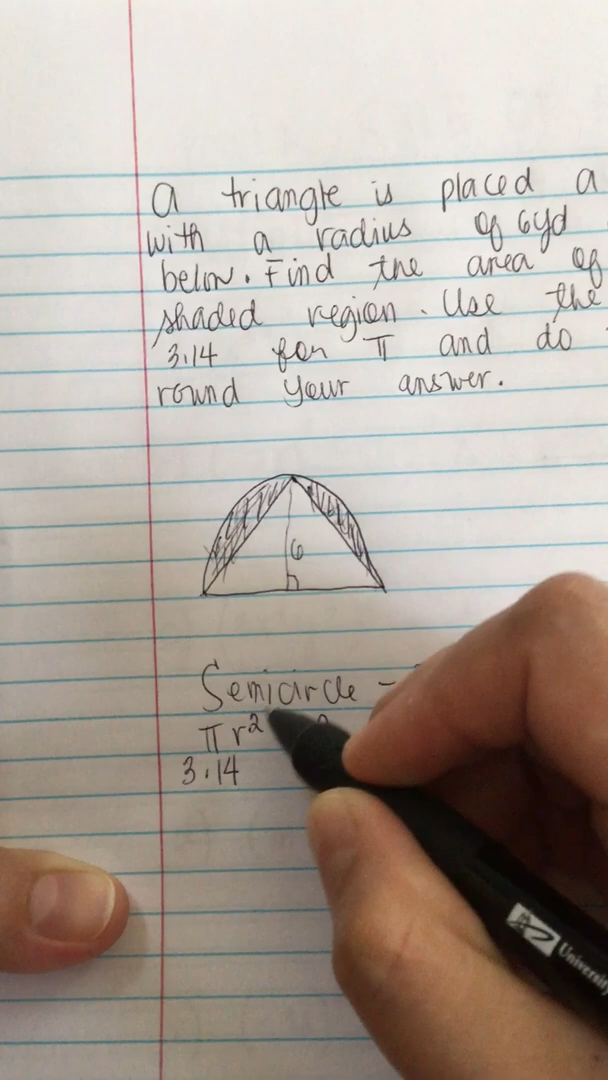 A triangle is placed a
with a radius of 6yd
below. Find the area of
shaded region. Use the
3.14 for π and do
round your answer.
6
Semicircle -
πr²
3.14
University